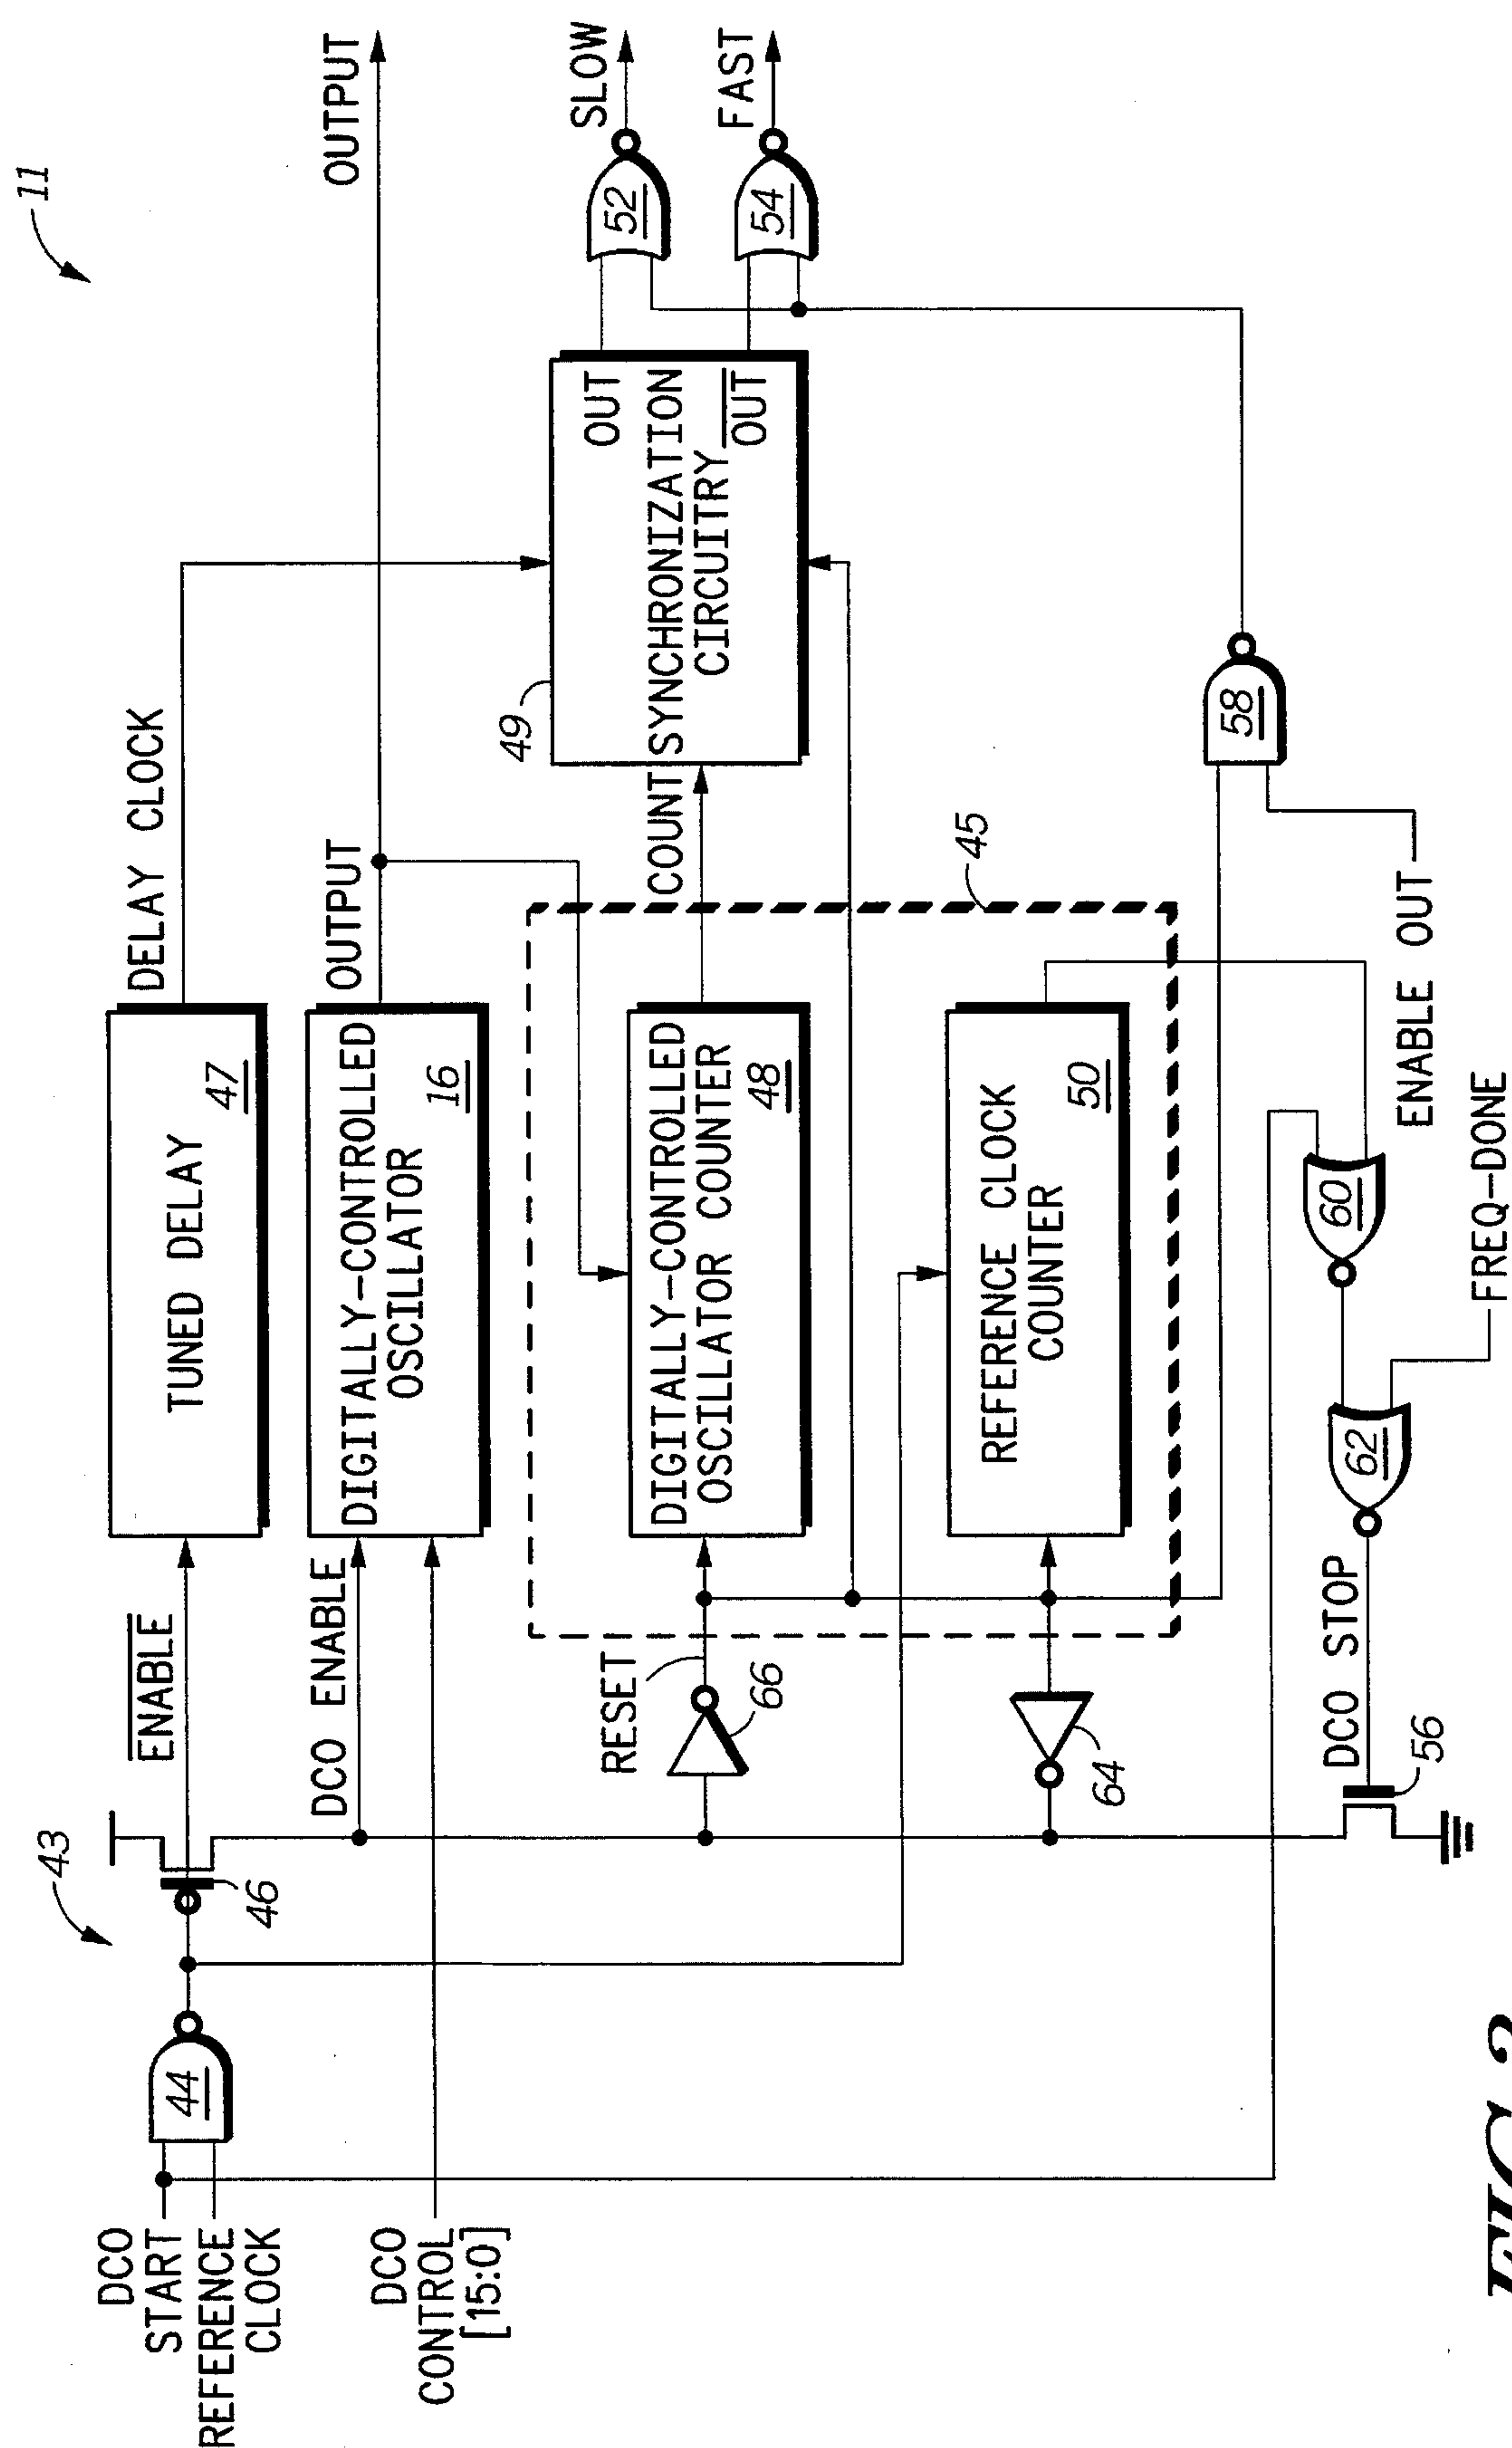 11
43
DCO
START
REFERENCE
CLOCK
44
46
ENABLE
TUNED DELAY
47
DELAY CLOCK
DCO
CONTROL
[15:0]
DCO ENABLE
DIGITALLY-CONTROLLED
OSCILLATOR
16
OUTPUT
OUTPUT
RESET
66
DIGITALLY-CONTROLLED
OSCILLATOR COUNTER
48
COUNT
49
OUT
SYNCHRONIZATION
CIRCUITRY
OUT
52
SLOW
54
FAST
45
64
REFERENCE CLOCK
COUNTER
50
58
ENABLE OUT
DCO STOP
56
62
60
FREQ-DONE